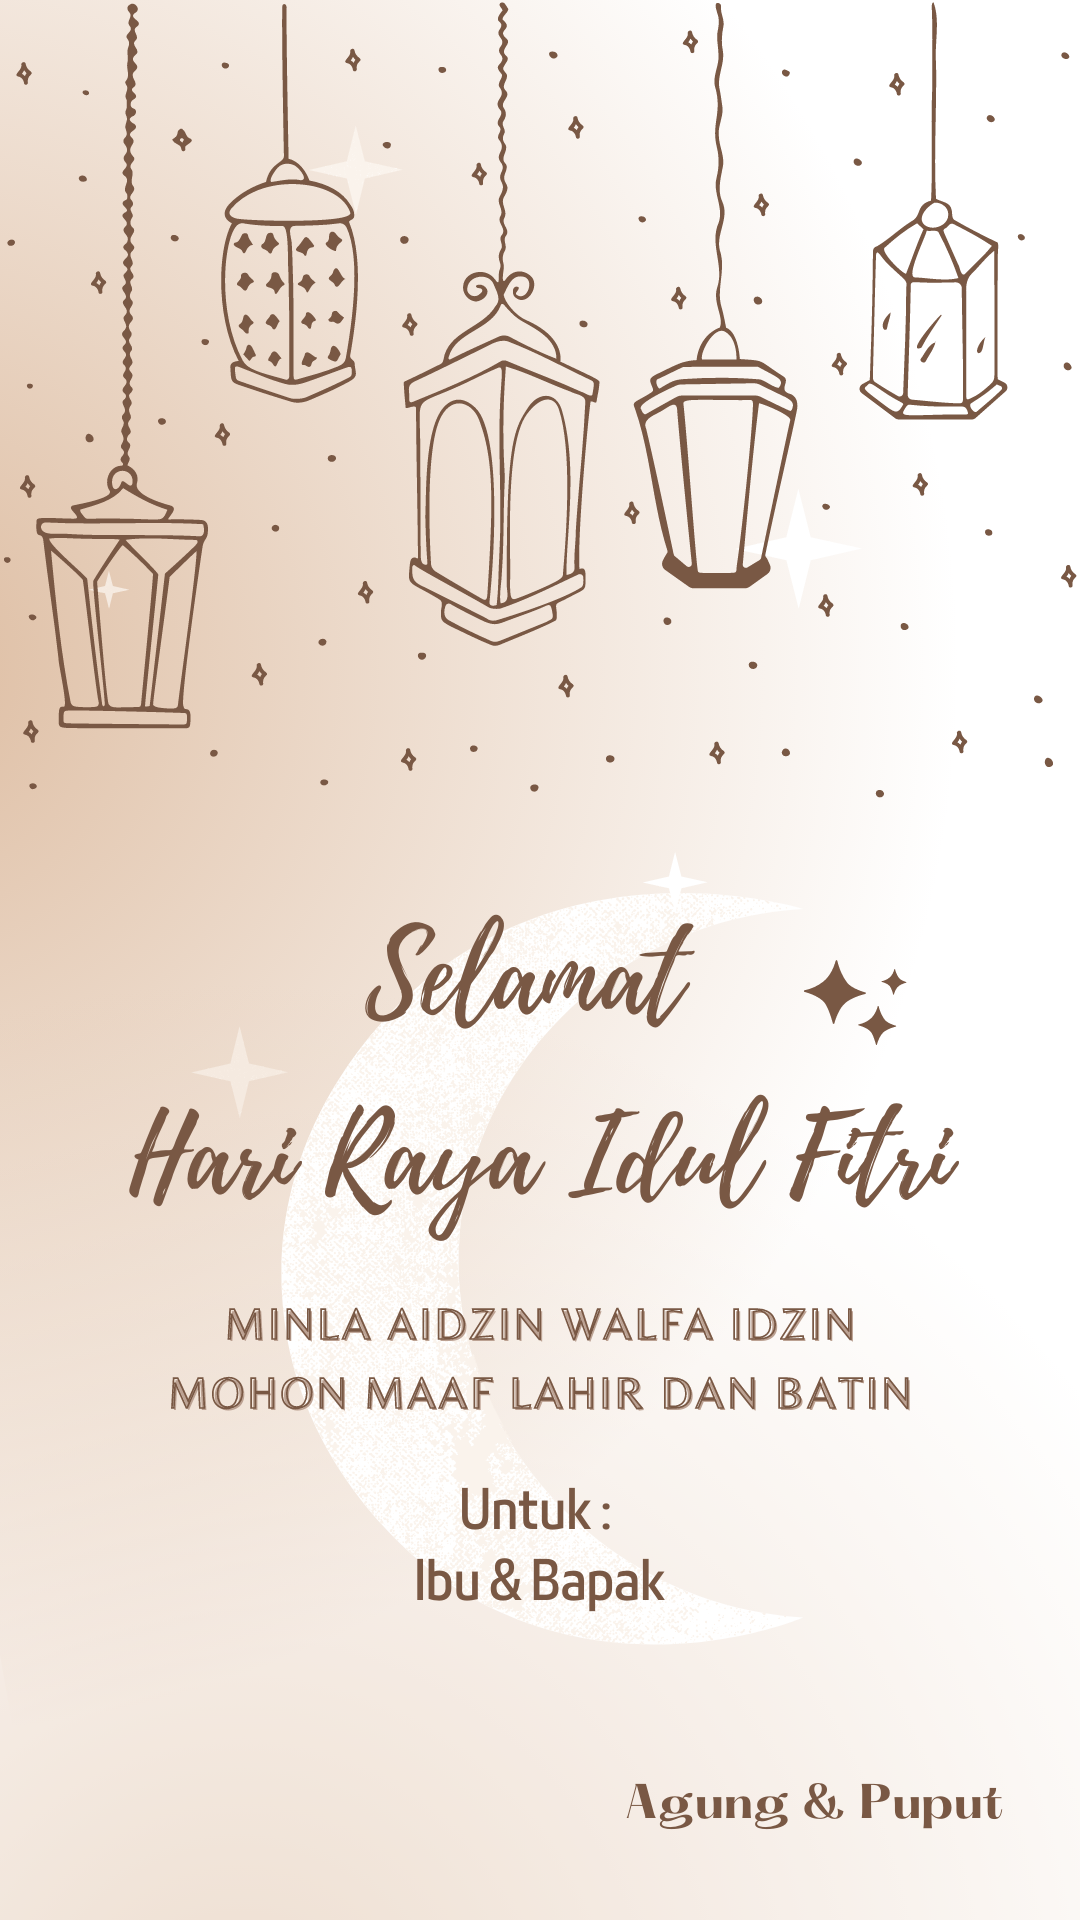 Selamat
Hari Raya Idul Fitri
MINLA AIDZIN WALFA IDZIN
MOHON MAAF LAHIR DAN BATIN
Untuk :
Ibu & Bapak
Agung & Puput